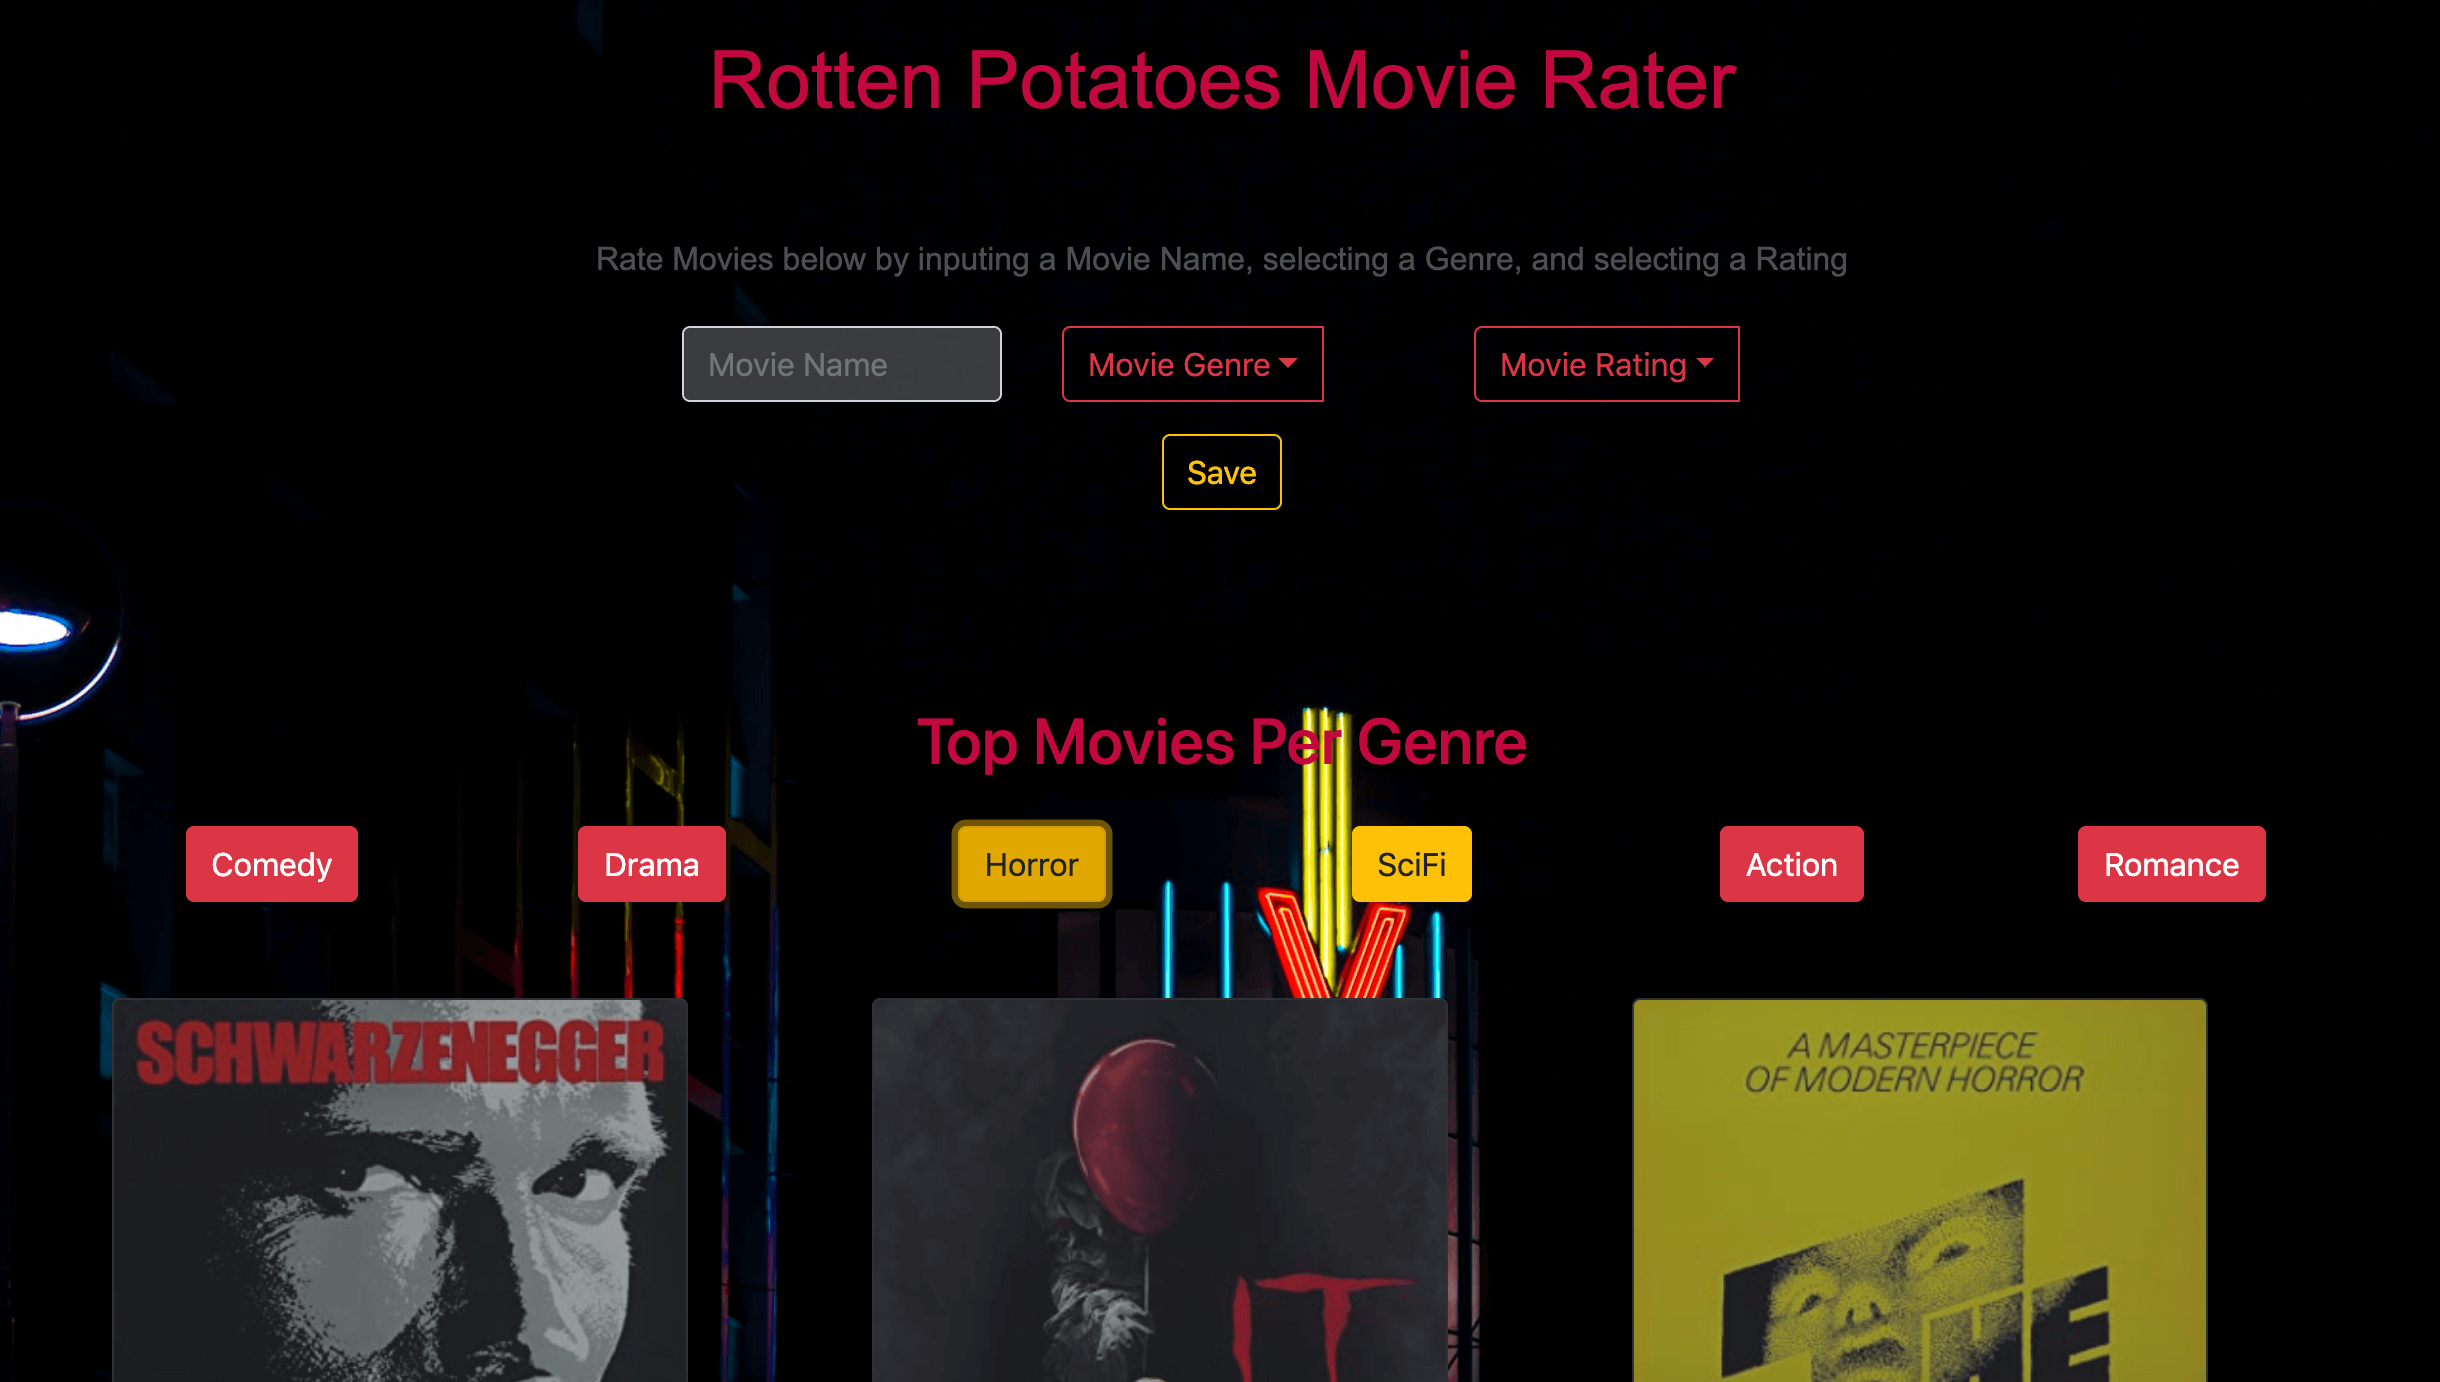 Rotten Potatoes Movie Rater
Rate Movies below by inputing a Movie Name, selecting a Genre, and selecting a Rating
Movie Name
Movie Genre
Movie Rating
Save
Top Movies Per Genre
Comedy
Drama
Horror
SciFi
Action
Romance
SCHWARZENEGGER
IT
A MASTERPIECE
OF MODERN HORROR
THE